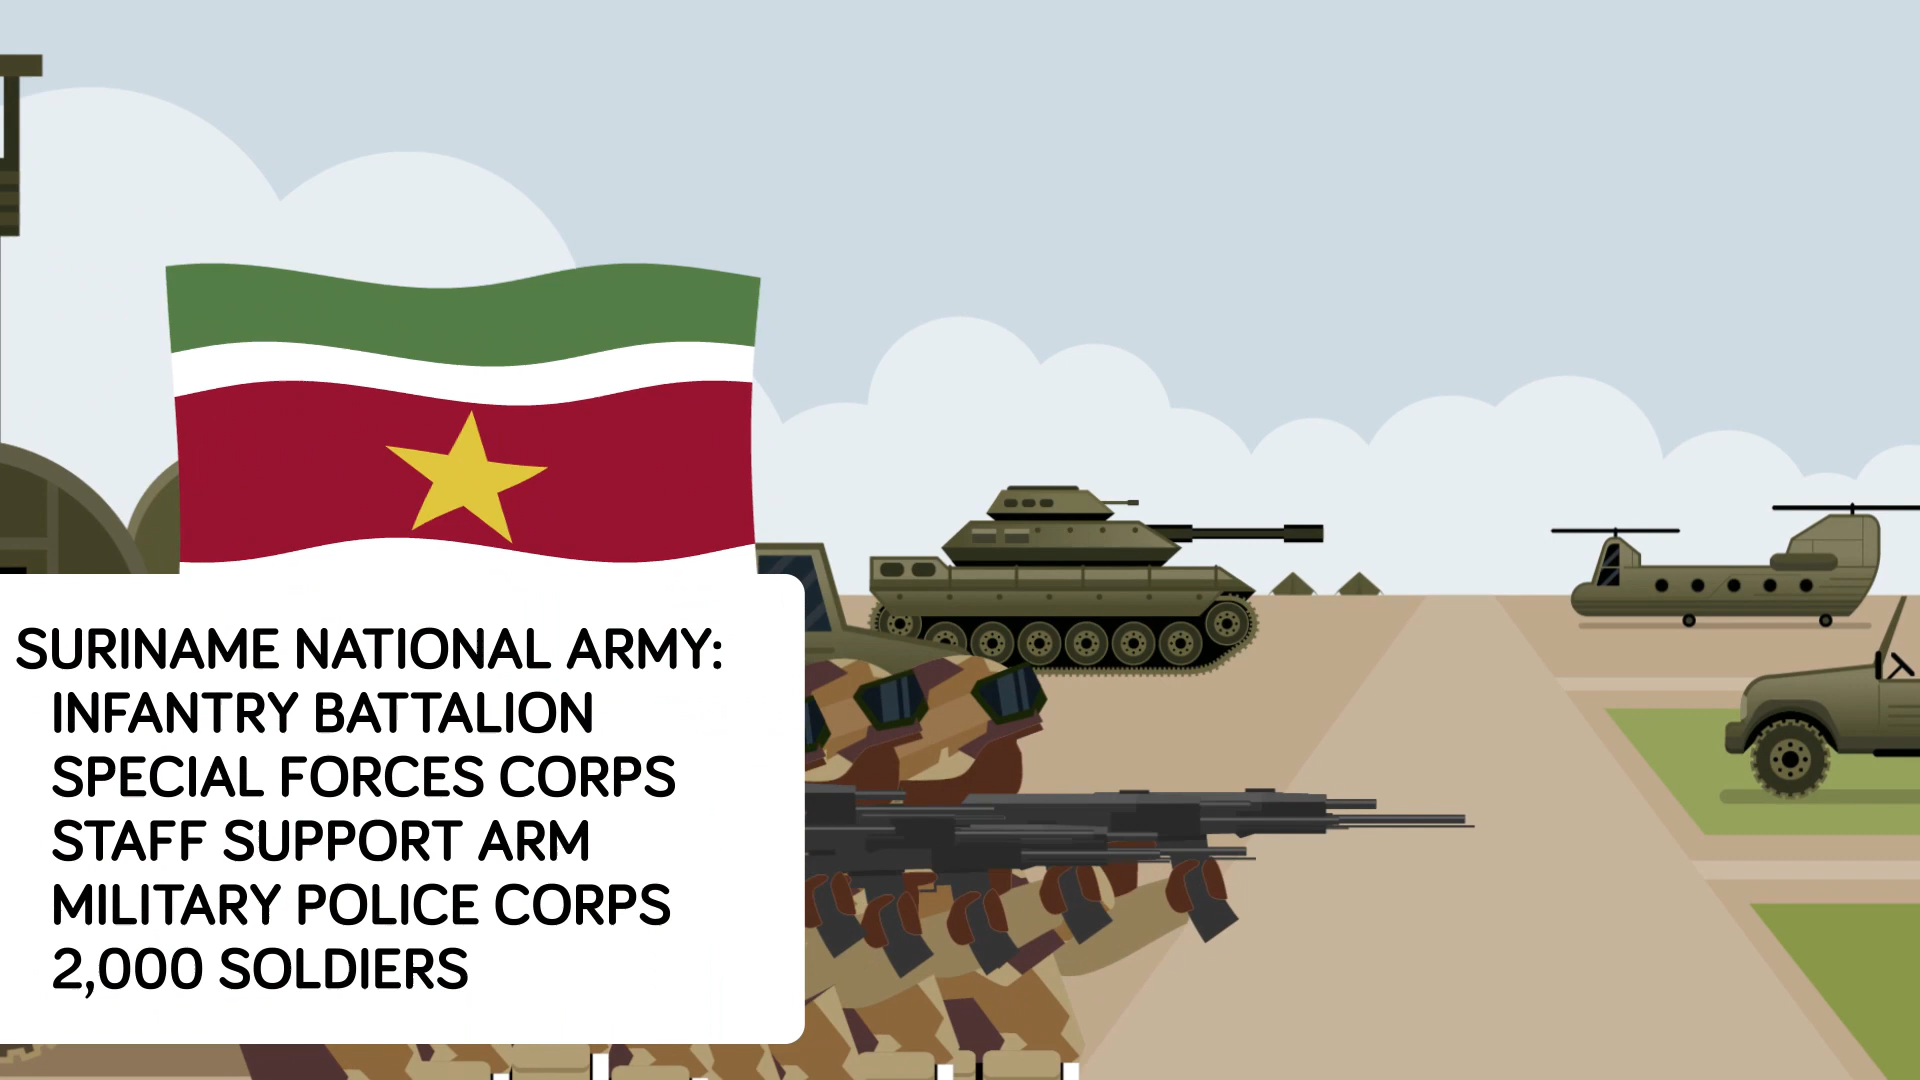 SURINAME NATIONAL ARMY:
INFANTRY BATTALION
SPECIAL FORCES CORPS
STAFF SUPPORT ARM
MILITARY POLICE CORPS
2,000 SOLDIERS